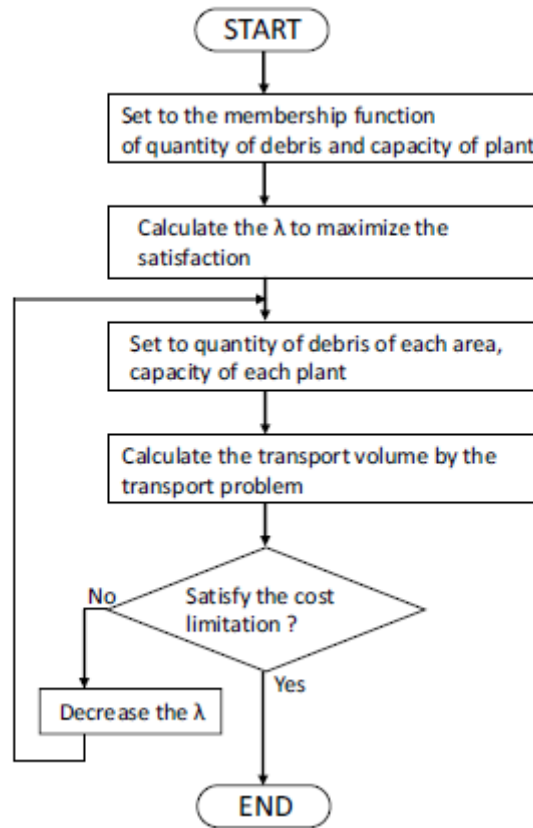 START
Set to the membership function
of quantity of debris and capacity of plant
Calculate the λ to maximize the
satisfaction
Set to quantity of debris of each area,
capacity of each plant
Calculate the transport volume by the
transport problem
Satisfy the cost
limitation ?
No
Yes
Decrease the λ
END